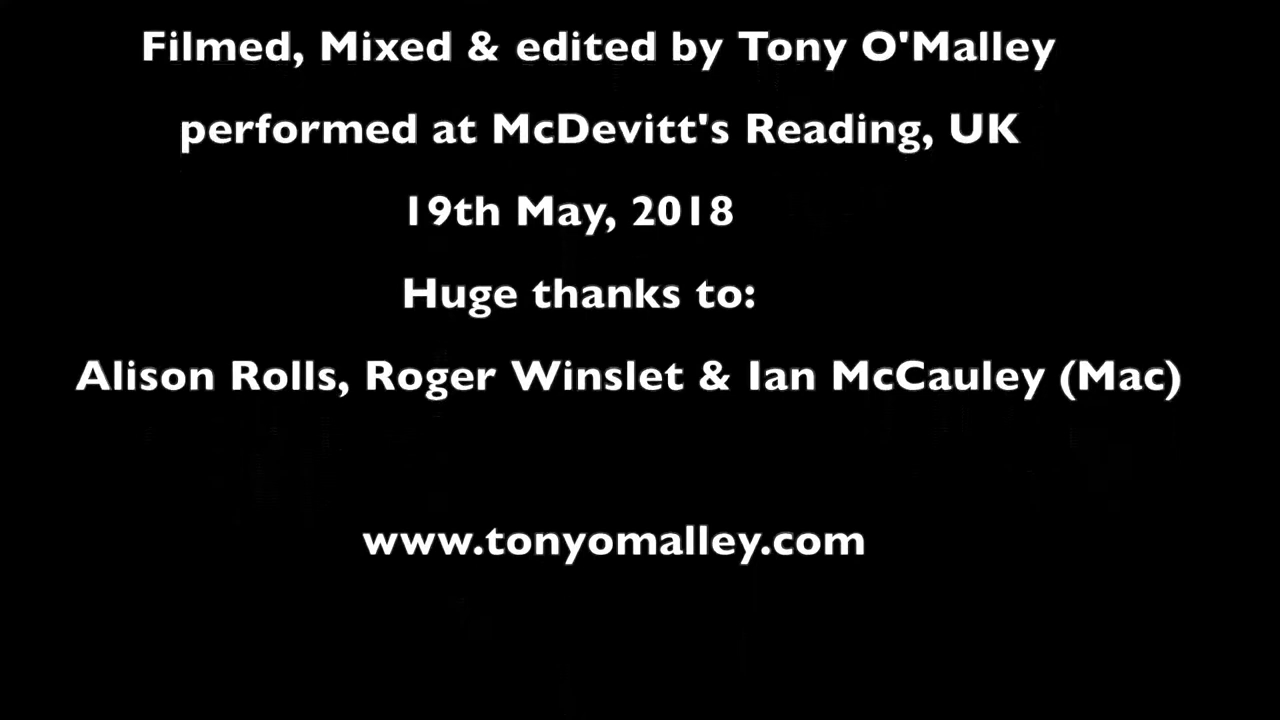 Filmed, Mixed & edited by Tony O'Malley
performed at McDevitt's Reading, UK
19th May, 2018
Huge thanks to:
Alison Rolls, Roger Winslet & Ian McCauley (Mac)
www.tonyomalley.com